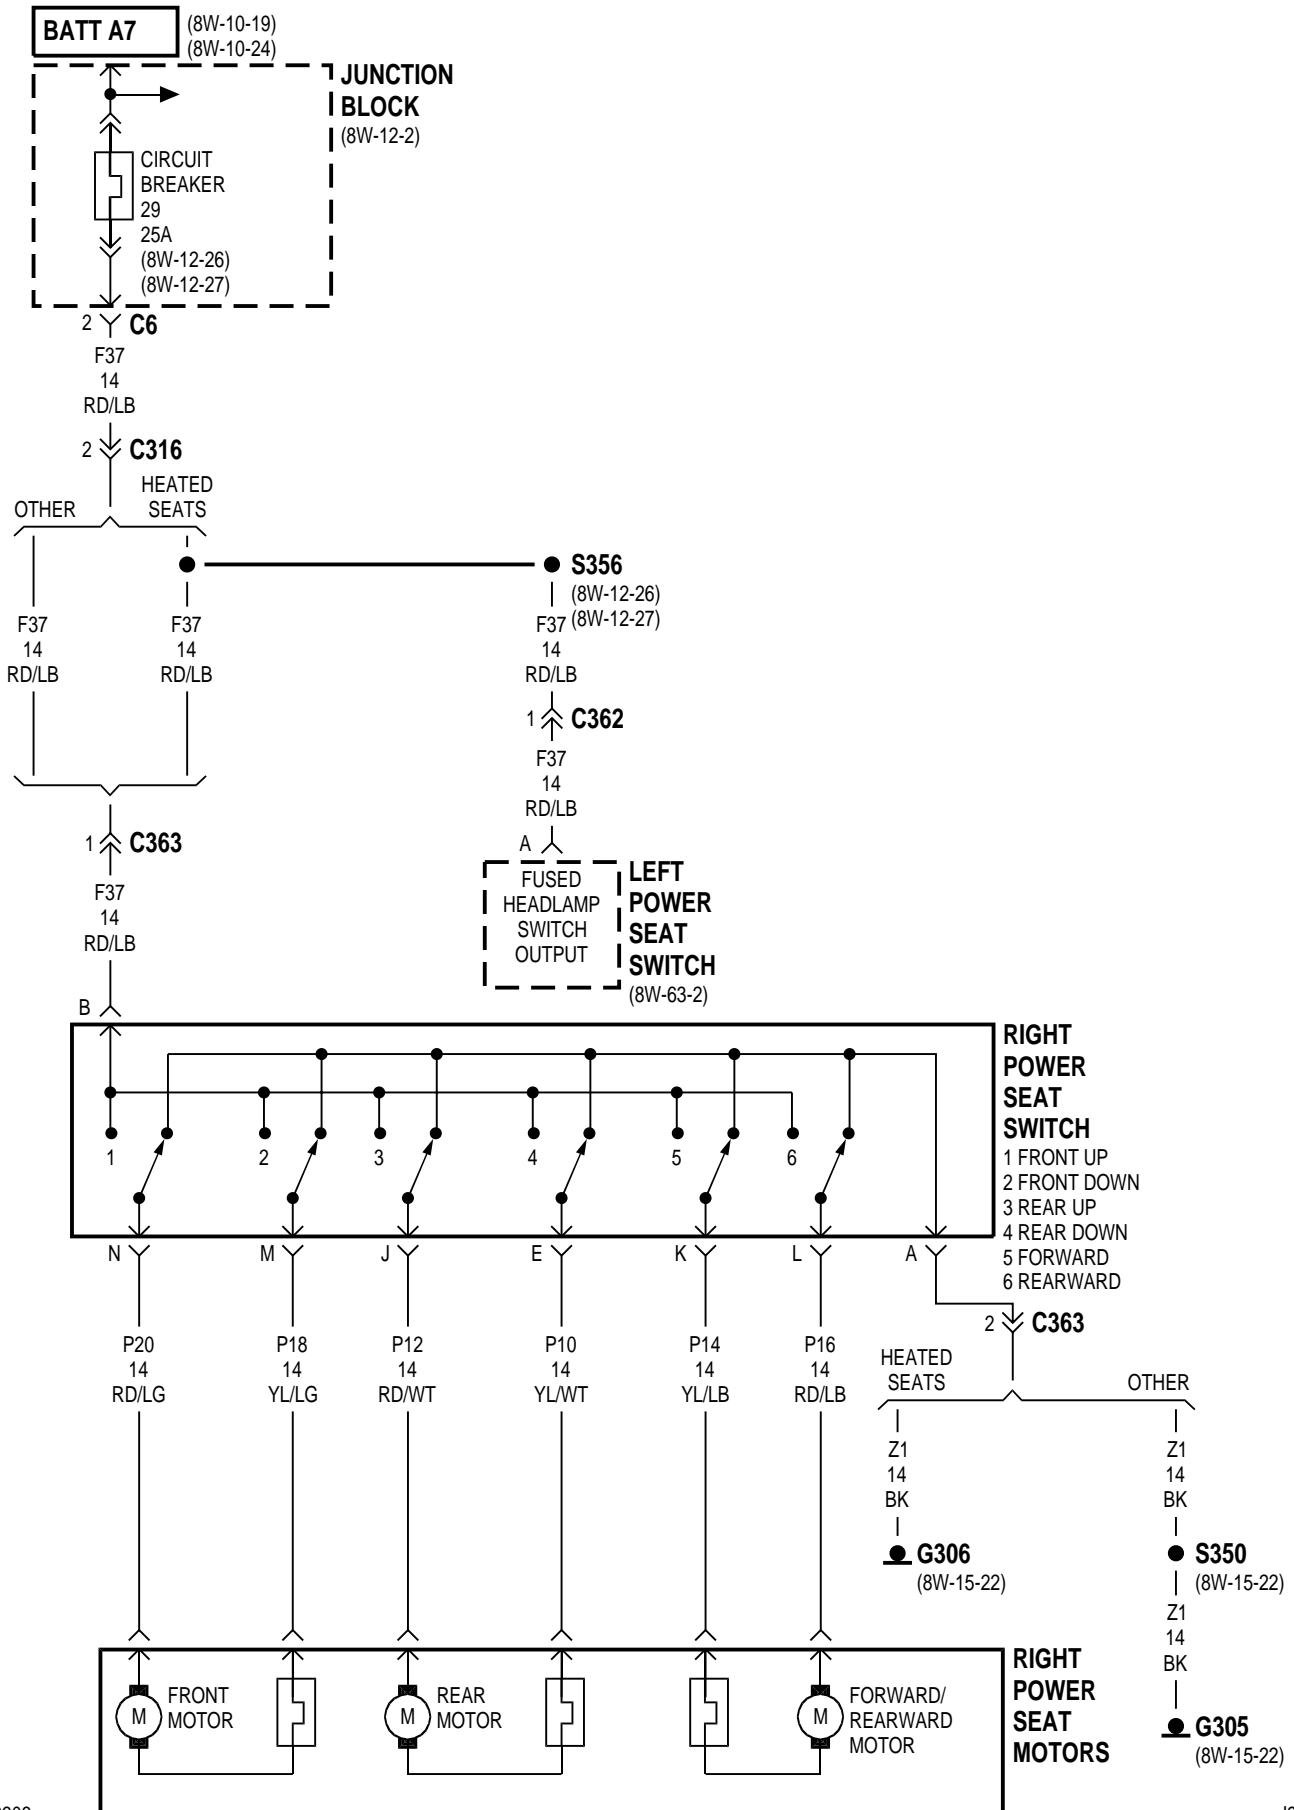 BATT A7
(8W-10-19)
(8W-10-24)
JUNCTION
BLOCK
(8W-12-2)
CIRCUIT
BREAKER
29
25A
(8W-12-26)
(8W-12-27)
2 C6
F37
14
RD/LB
2 C316
OTHER
HEATED
SEATS
S356
(8W-12-26)
(8W-12-27)
F37
14
RD/LB
F37
14
RD/LB
F37
14
RD/LB
1 C362
F37
14
RD/LB
A
1 C363
F37
14
RD/LB
B
FUSED
HEADLAMP
SWITCH
OUTPUT
LEFT
POWER
SEAT
SWITCH
(8W-63-2)
RIGHT
POWER
SEAT
SWITCH
1 FRONT UP
2 FRONT DOWN
3 REAR UP
4 REAR DOWN
5 FORWARD
6 REARWARD
1 2 3 4 5 6
N M J E K L A
2 C363
P20
14
RD/LG
P18
14
YL/LG
P12
14
RD/WT
P10
14
YL/WT
P14
14
YL/LB
P16
14
RD/LB
HEATED
SEATS
OTHER
Z1
14
BK
G306
(8W-15-22)
Z1
14
BK
S350
(8W-15-22)
Z1
14
BK
G305
(8W-15-22)
M
FRONT
MOTOR
M
REAR
MOTOR
M
FORWARD/
REARWARD
MOTOR
RIGHT
POWER
SEAT
MOTORS